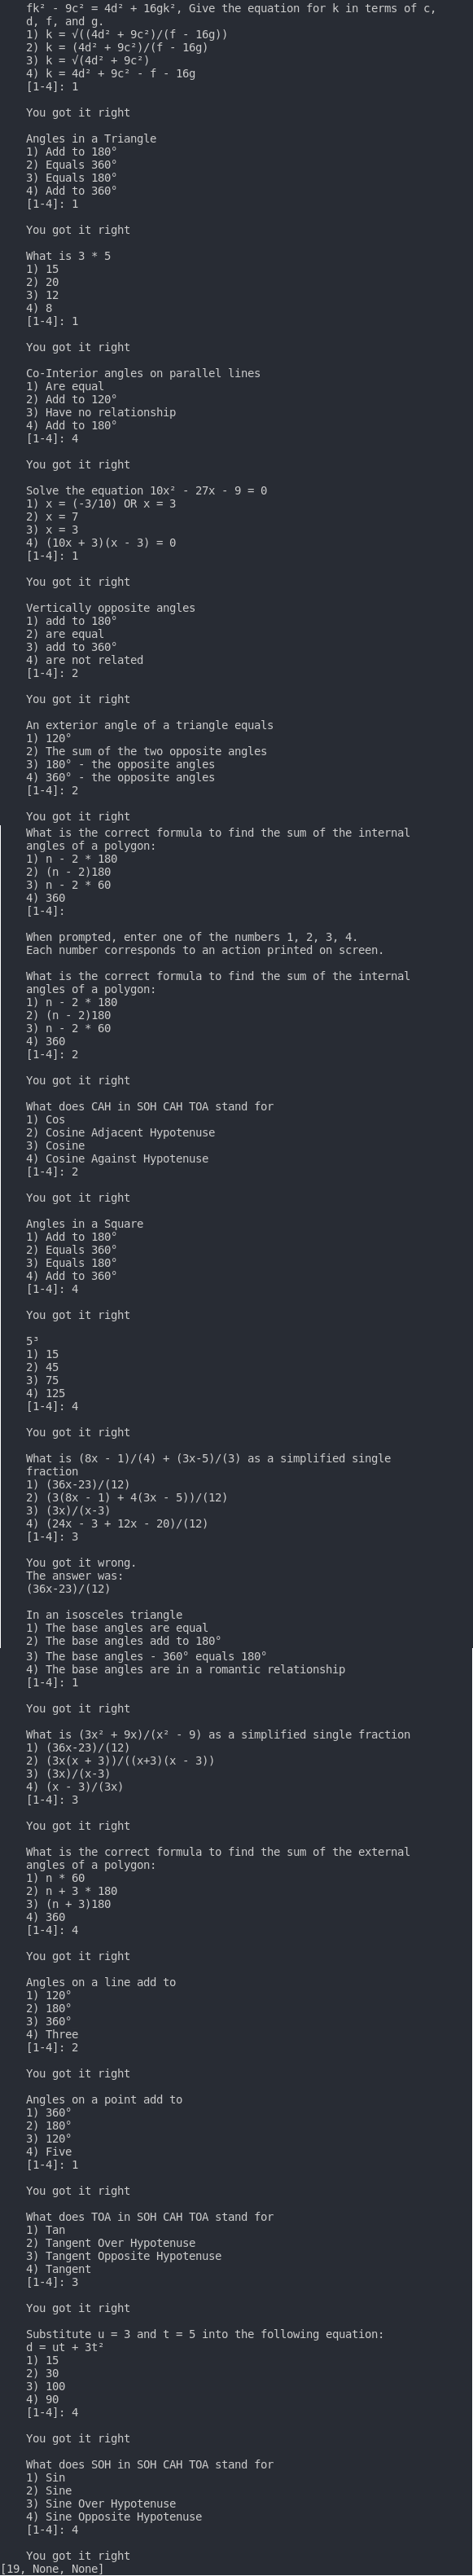 fk² - 9c² = 4d² + 16gk², Give the equation for k in terms of c,
d, f, and g.
1) k = √((4d² + 9c²)/(f - 16g))
2) k = (4d² + 9c²)/(f - 16g)
3) k = √(4d² + 9c²)
4) k = 4d² + 9c² - f - 16g
[1-4]: 1
You got it right
Angles in a Triangle
1) Add to 180°
2) Equals 360°
3) Equals 180°
4) Add to 360°
[1-4]: 1
You got it right
What is 3 * 5
1) 15
2) 20
3) 12
4) 8
[1-4]: 1
You got it right
Co-Interior angles on parallel lines
1) Are equal
2) Add to 120°
3) Have no relationship
4) Add to 180°
[1-4]: 4
You got it right
Solve the equation 10x² - 27x - 9 = 0
1) x = (-3/10) OR x = 3
2) x = 7
3) x = 3
4) (10x + 3)(x - 3) = 0
[1-4]: 1
You got it right
Vertically opposite angles
1) add to 180°
2) are equal
3) add to 360°
4) are not related
[1-4]: 2
You got it right
An exterior angle of a triangle equals
1) 120°
2) The sum of the two opposite angles
3) 180° - the opposite angles
4) 360° - the opposite angles
[1-4]: 2
You got it right
What is the correct formula to find the sum of the internal
angles of a polygon:
1) n - 2 * 180
2) (n - 2)180
3) n - 2 * 60
4) 360
[1-4]:
When prompted, enter one of the numbers 1, 2, 3, 4.
Each number corresponds to an action printed on screen.
What is the correct formula to find the sum of the internal
angles of a polygon:
1) n - 2 * 180
2) (n - 2)180
3) n - 2 * 60
4) 360
[1-4]: 2
You got it right
What does CAH in SOH CAH TOA stand for
1) Cos
2) Cosine Adjacent Hypotenuse
3) Cosine
4) Cosine Against Hypotenuse
[1-4]: 2
You got it right
Angles in a Square
1) Add to 180°
2) Equals 360°
3) Equals 180°
4) Add to 360°
[1-4]: 4
You got it right
5³
1) 15
2) 45
3) 75
4) 125
[1-4]: 4
You got it right
What is (8x - 1)/(4) + (3x-5)/(3) as a simplified single
fraction
1) (36x-23)/(12)
2) (3(8x - 1) + 4(3x - 5))/(12)
3) (3x)/(x-3)
4) (24x - 3 + 12x - 20)/(12)
[1-4]: 3
You got it wrong.
The answer was:
(36x-23)/(12)
In an isosceles triangle
1) The base angles are equal
2) The base angles add to 180°
3) The base angles - 360° equals 180°
4) The base angles are in a romantic relationship
[1-4]: 1
You got it right
What is (3x² + 9x)/(x² - 9) as a simplified single fraction
1) (36x-23)/(12)
2) (3x(x + 3))/((x+3)(x - 3))
3) (3x)/(x-3)
4) (x - 3)/(3x)
[1-4]: 3
You got it right
What is the correct formula to find the sum of the external
angles of a polygon:
1) n * 60
2) n + 3 * 180
3) (n + 3)180
4) 360
[1-4]: 4
You got it right
Angles on a line add to
1) 120°
2) 180°
3) 360°
4) Three
[1-4]: 2
You got it right
Angles on a point add to
1) 360°
2) 180°
3) 120°
4) Five
[1-4]: 1
You got it right
What does TOA in SOH CAH TOA stand for
1) Tan
2) Tangent Over Hypotenuse
3) Tangent Opposite Hypotenuse
4) Tangent
[1-4]: 3
You got it right
Substitute u = 3 and t = 5 into the following equation:
d = ut + 3t²
1) 15
2) 30
3) 100
4) 90
[1-4]: 4
You got it right
What does SOH in SOH CAH TOA stand for
1) Sin
2) Sine
3) Sine Over Hypotenuse
4) Sine Opposite Hypotenuse
[1-4]: 4
You got it right
[19, None, None]